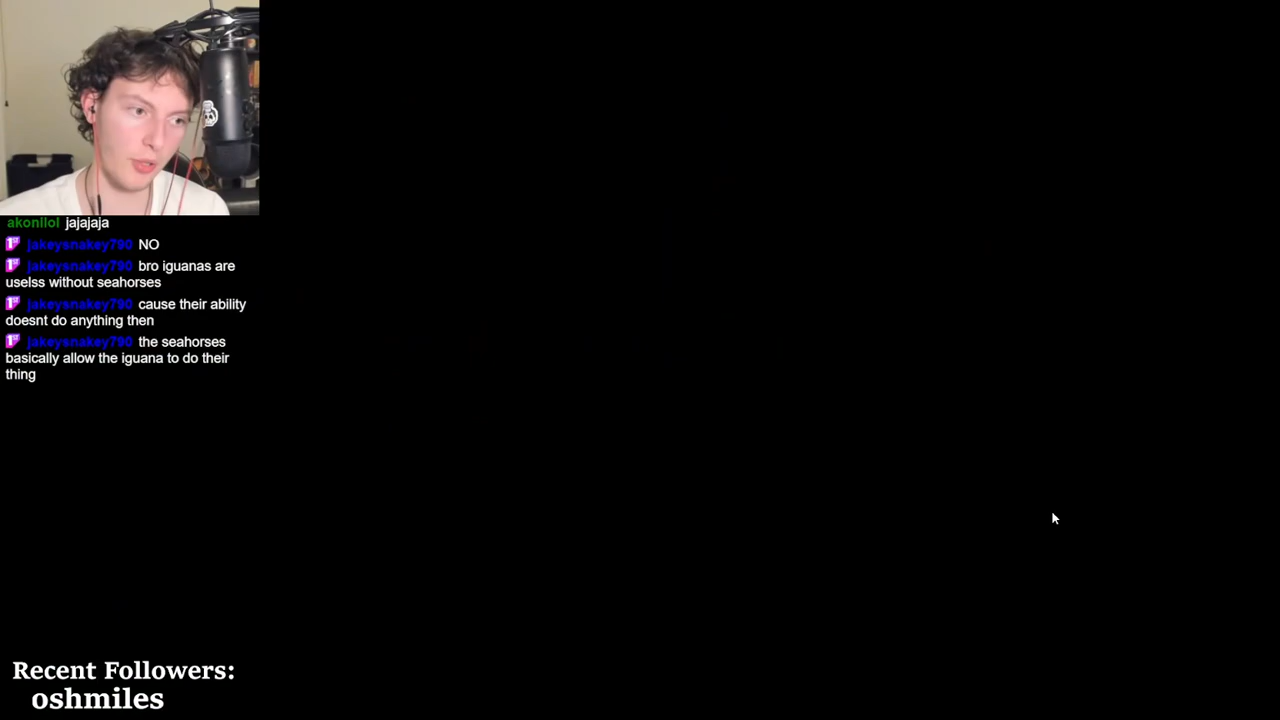 akonilol jajajaja
jakeysnakey790 NO
jakeysnakey790 bro iguanas are
uselss without seahorses
jakeysnakey790 cause their ability
doesnt do anything then
jakeysnakey790 the seahorses
basically allow the iguana to do their
thing
Recent Followers:
oshmiles